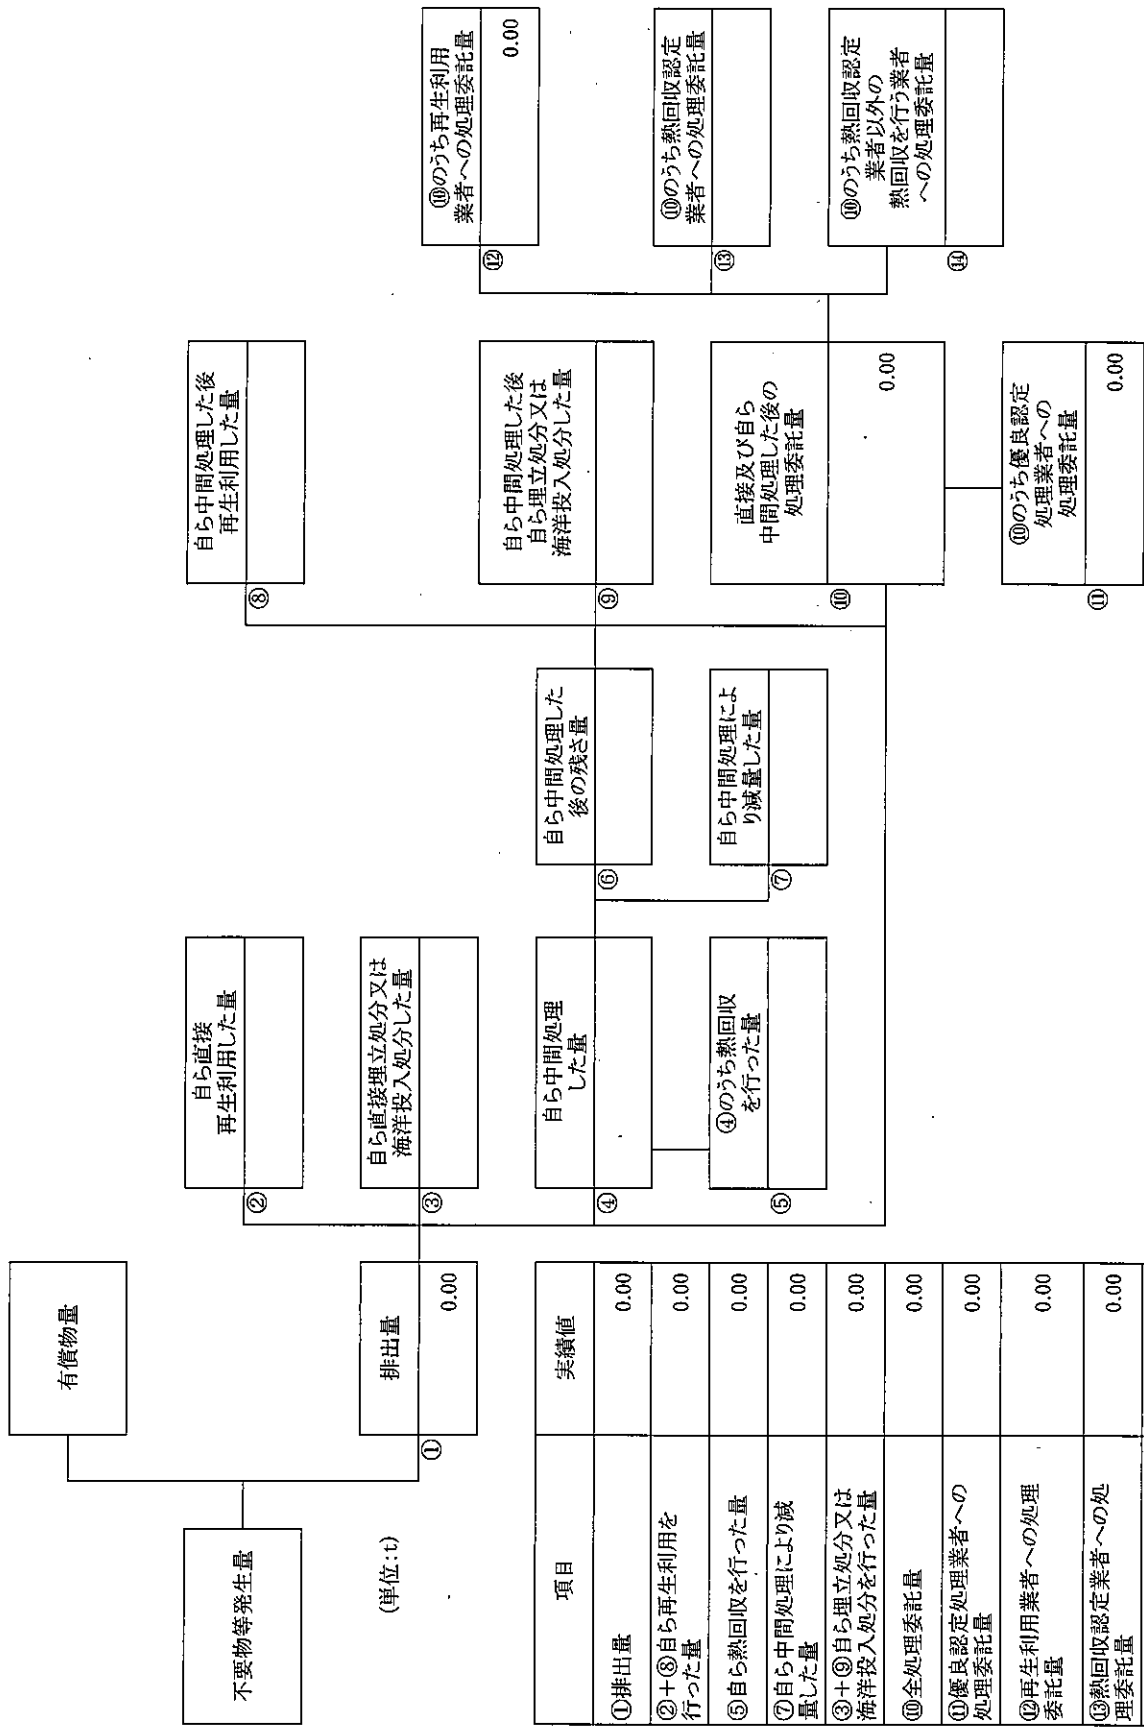 不要物等発生量
有償物量
排出量
①
0.00
(単位:t)
自ら直接
再生利用した量
②
自ら直接埋立処分又は
海洋投入処分した量
③
自ら中間処理
した量
④
④のうち熱回収
を行った量
⑤
自ら中間処理した
後の残さ量
⑥
自ら中間処理によ
り減量した量
⑦
自ら中間処理した後
再生利用した量
⑧
自ら中間処理した後
自ら埋立処分又は
海洋投入処分した量
⑨
直接及び自ら
中間処理した後の
処理委託量
⑩
0.00
⑩のうち優良認定
処理業者への
処理委託量
⑪
0.00
⑩のうち再生利用
業者への処理委託量
⑫
0.00
⑩のうち熱回収認定
業者への処理委託量
⑬
⑩のうち熱回収認定
業者以外の
熱回収を行う業者
への処理委託量
⑭
項目 実績値
①排出量 0.00
②+⑧自ら再生利用を
行った量 0.00
⑤自ら熱回収を行った量 0.00
⑦自ら中間処理により減
量した量 0.00
③+⑨自ら埋立処分又は
海洋投入処分を行った量 0.00
⑩全処理委託量 0.00
⑪優良認定処理業者への
処理委託量 0.00
⑫再生利用業者への処理
委託量 0.00
⑬熱回収認定業者への処
理委託量 0.00